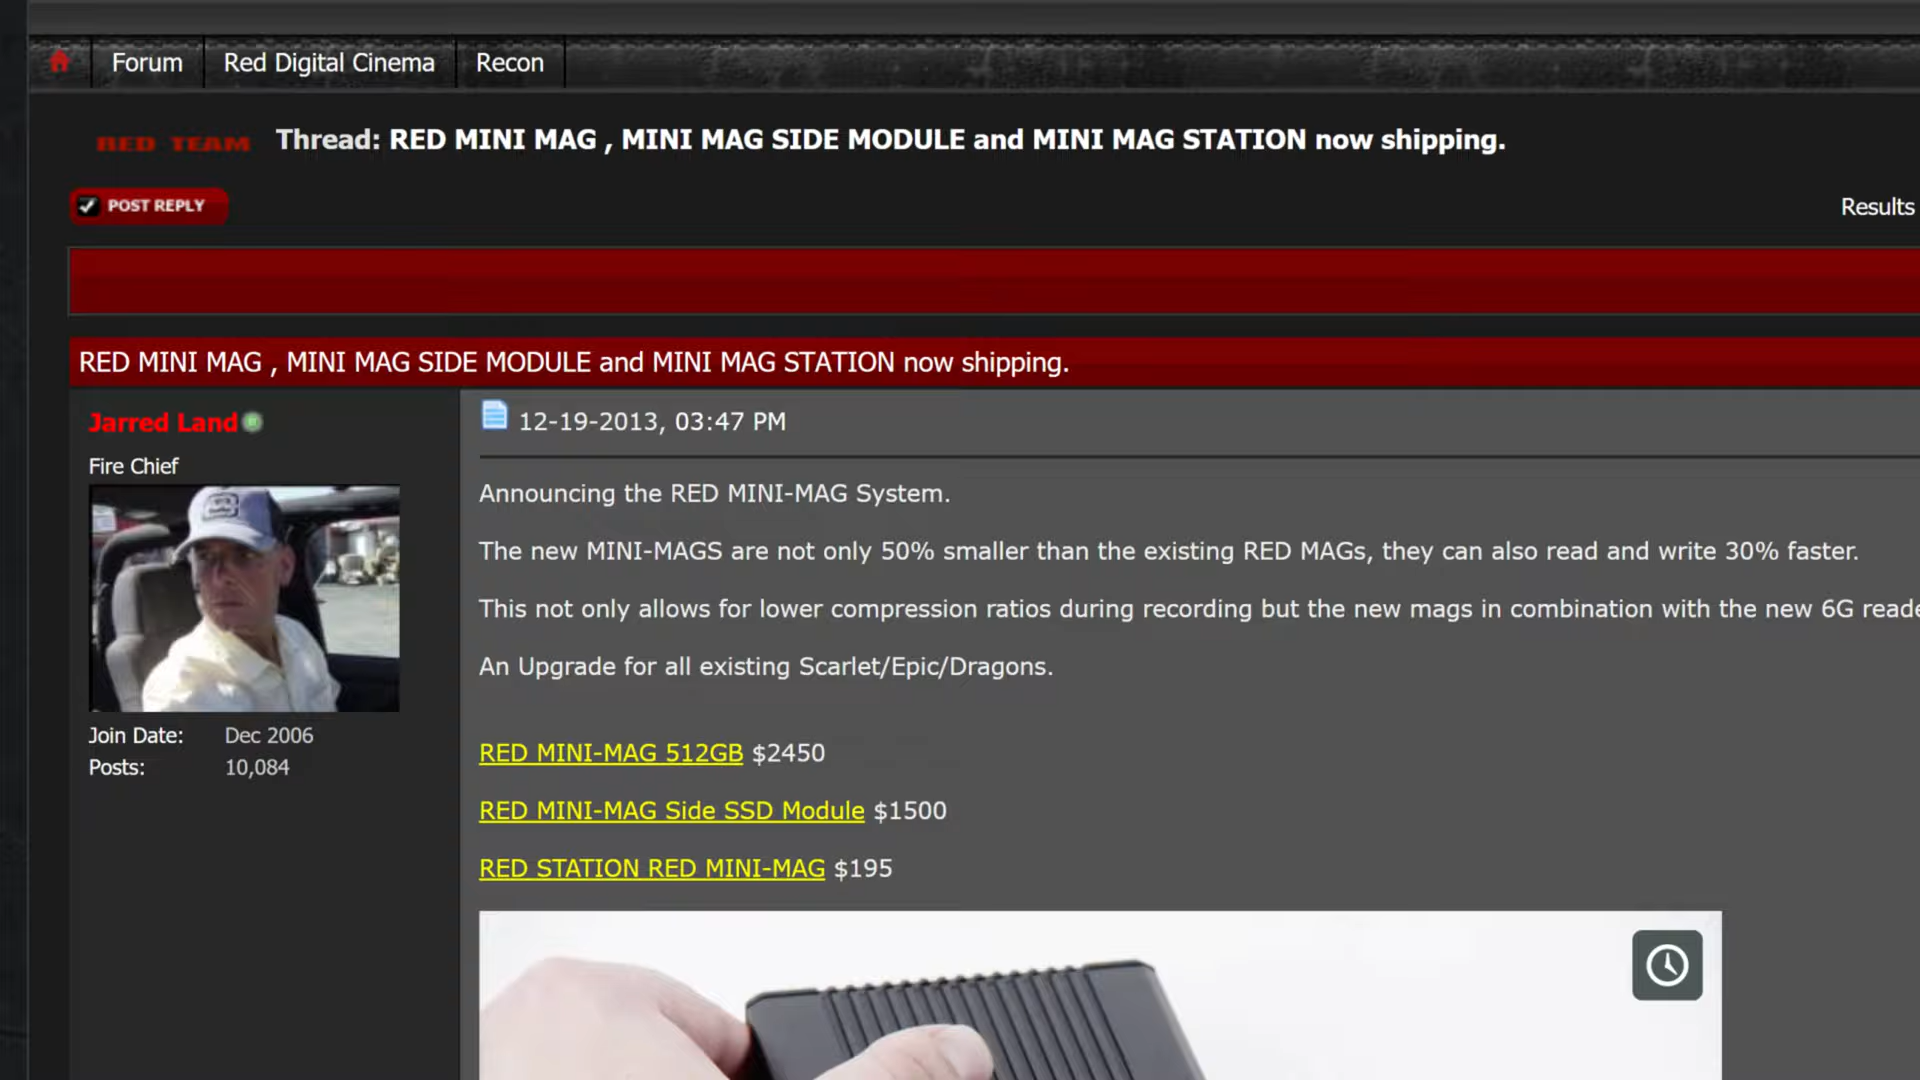 Forum Red Digital Cinema Recon
RED TEAM Thread: RED MINI MAG , MINI MAG SIDE MODULE and MINI MAG STATION now shipping.
POST REPLY
Results
RED MINI MAG , MINI MAG SIDE MODULE and MINI MAG STATION now shipping.
Jarred Land
12-19-2013, 03:47 PM
Fire Chief
Announcing the RED MINI-MAG System.
The new MINI-MAGS are not only 50% smaller than the existing RED MAGs, they can also read and write 30% faster.
This not only allows for lower compression ratios during recording but the new mags in combination with the new 6G reade
An Upgrade for all existing Scarlet/Epic/Dragons.
Join Date: Dec 2006
Posts: 10,084
RED MINI-MAG 512GB $2450
RED MINI-MAG Side SSD Module $1500
RED STATION RED MINI-MAG $195